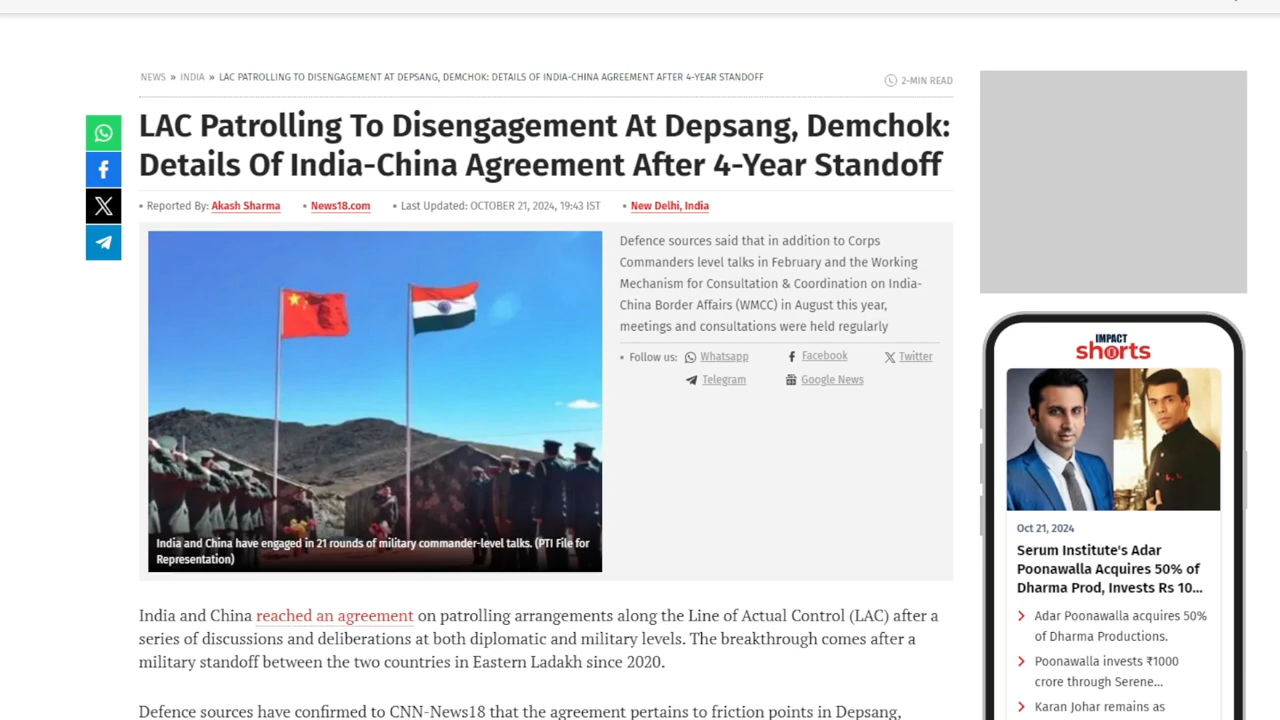 NEWS » INDIA » LAC PATROLLING TO DISENGAGEMENT AT DEPSANG, DEMCHOK: DETAILS OF INDIA-CHINA AGREEMENT AFTER 4-YEAR STANDOFF
2-MIN READ
LAC Patrolling To Disengagement At Depsang, Demchok:
Details Of India-China Agreement After 4-Year Standoff
• Reported By: Akash Sharma • News18.com • Last Updated: OCTOBER 21, 2024, 19:43 IST • New Delhi, India
Defence sources said that in addition to Corps
Commanders level talks in February and the Working
Mechanism for Consultation & Coordination on India-
China Border Affairs (WMCC) in August this year,
meetings and consultations were held regularly
• Follow us: Whatsapp Facebook Twitter
Telegram Google News
India and China have engaged in 21 rounds of military commander-level talks. (PTI File for
Representation)
India and China reached an agreement on patrolling arrangements along the Line of Actual Control (LAC) after a
series of discussions and deliberations at both diplomatic and military levels. The breakthrough comes after a
military standoff between the two countries in Eastern Ladakh since 2020.
Defence sources have confirmed to CNN-News18 that the agreement pertains to friction points in Depsang,
IMPACT
shorts
Oct 21, 2024
Serum Institute's Adar
Poonawalla Acquires 50% of
Dharma Prod, Invests Rs 10...
Adar Poonawalla acquires 50%
of Dharma Productions.
Poonawalla invests ₹1000
crore through Serene...
Karan Johar remains as